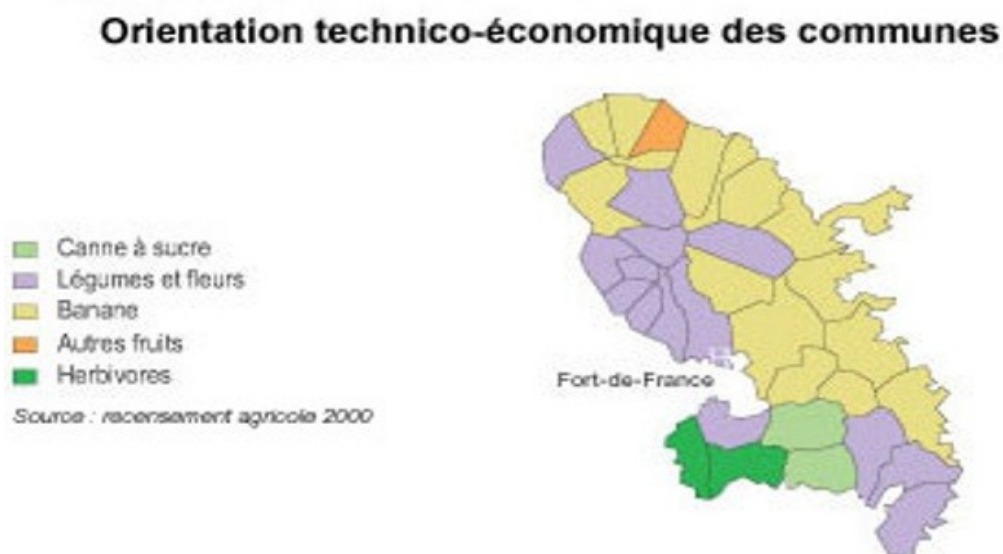 Orientation technico-économique des communes
Canne à sucre
Légumes et fleurs
Banane
Autres fruits
Herbivores
Source : recensement agricole 2000
Fort-de-France